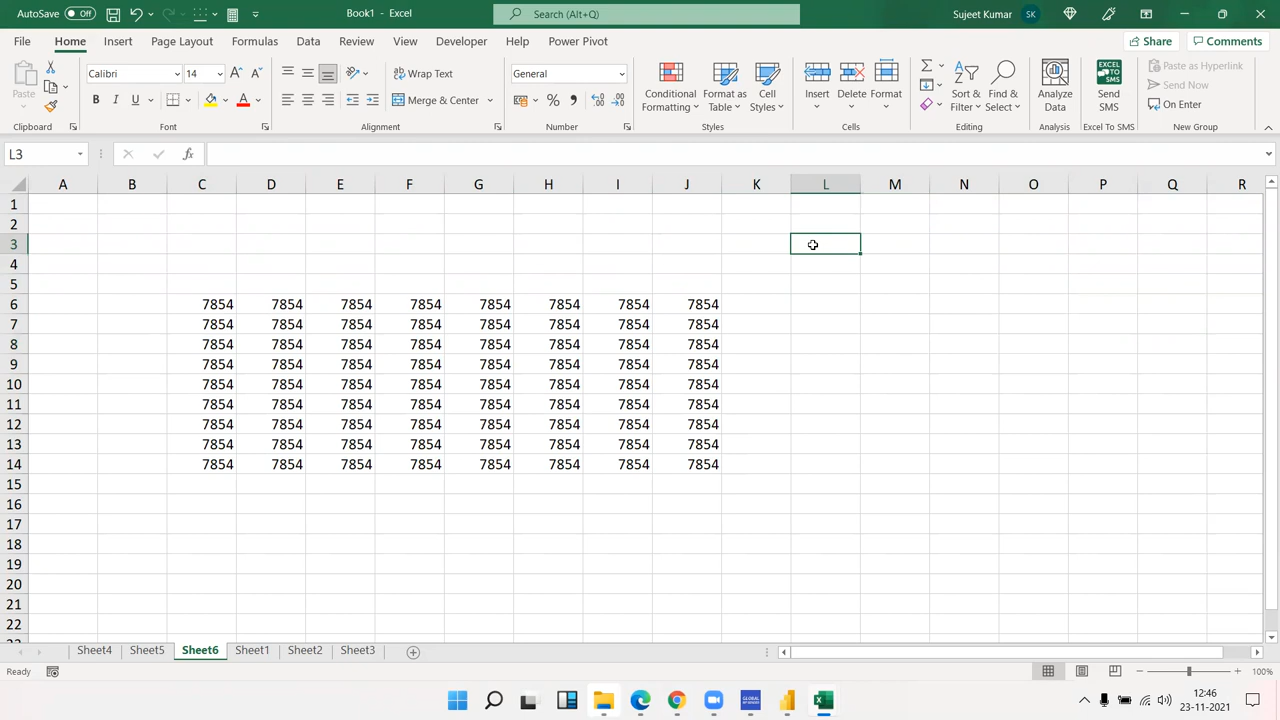 AutoSave Off Book1 - Excel Search (Alt+Q) Sujeet Kumar SK
File Home Insert Page Layout Formulas Data Review View Developer Help Power Pivot Share Comments
Paste Calibri 14 A A Wrap Text General Conditional Formatting Format as Table Cell Styles Insert Delete Format Sort & Filter Find & Select Analyze Data Send SMS Paste as Hyperlink
Send Now
B I U A Merge & Center % On Enter
Clipboard Font Alignment Number Styles Cells Editing Analysis Excel To SMS New Group
L3 fx
A B C D E F G H I J K L M N O P Q R
1
2
3
4
5
6 7854 7854 7854 7854 7854 7854 7854 7854
7 7854 7854 7854 7854 7854 7854 7854 7854
8 7854 7854 7854 7854 7854 7854 7854 7854
9 7854 7854 7854 7854 7854 7854 7854 7854
10 7854 7854 7854 7854 7854 7854 7854 7854
11 7854 7854 7854 7854 7854 7854 7854 7854
12 7854 7854 7854 7854 7854 7854 7854 7854
13 7854 7854 7854 7854 7854 7854 7854 7854
14 7854 7854 7854 7854 7854 7854 7854 7854
15
16
17
18
19
20
21
22
Sheet4 Sheet5 Sheet6 Sheet1 Sheet2 Sheet3
Ready 100%
12:46
23-11-2021